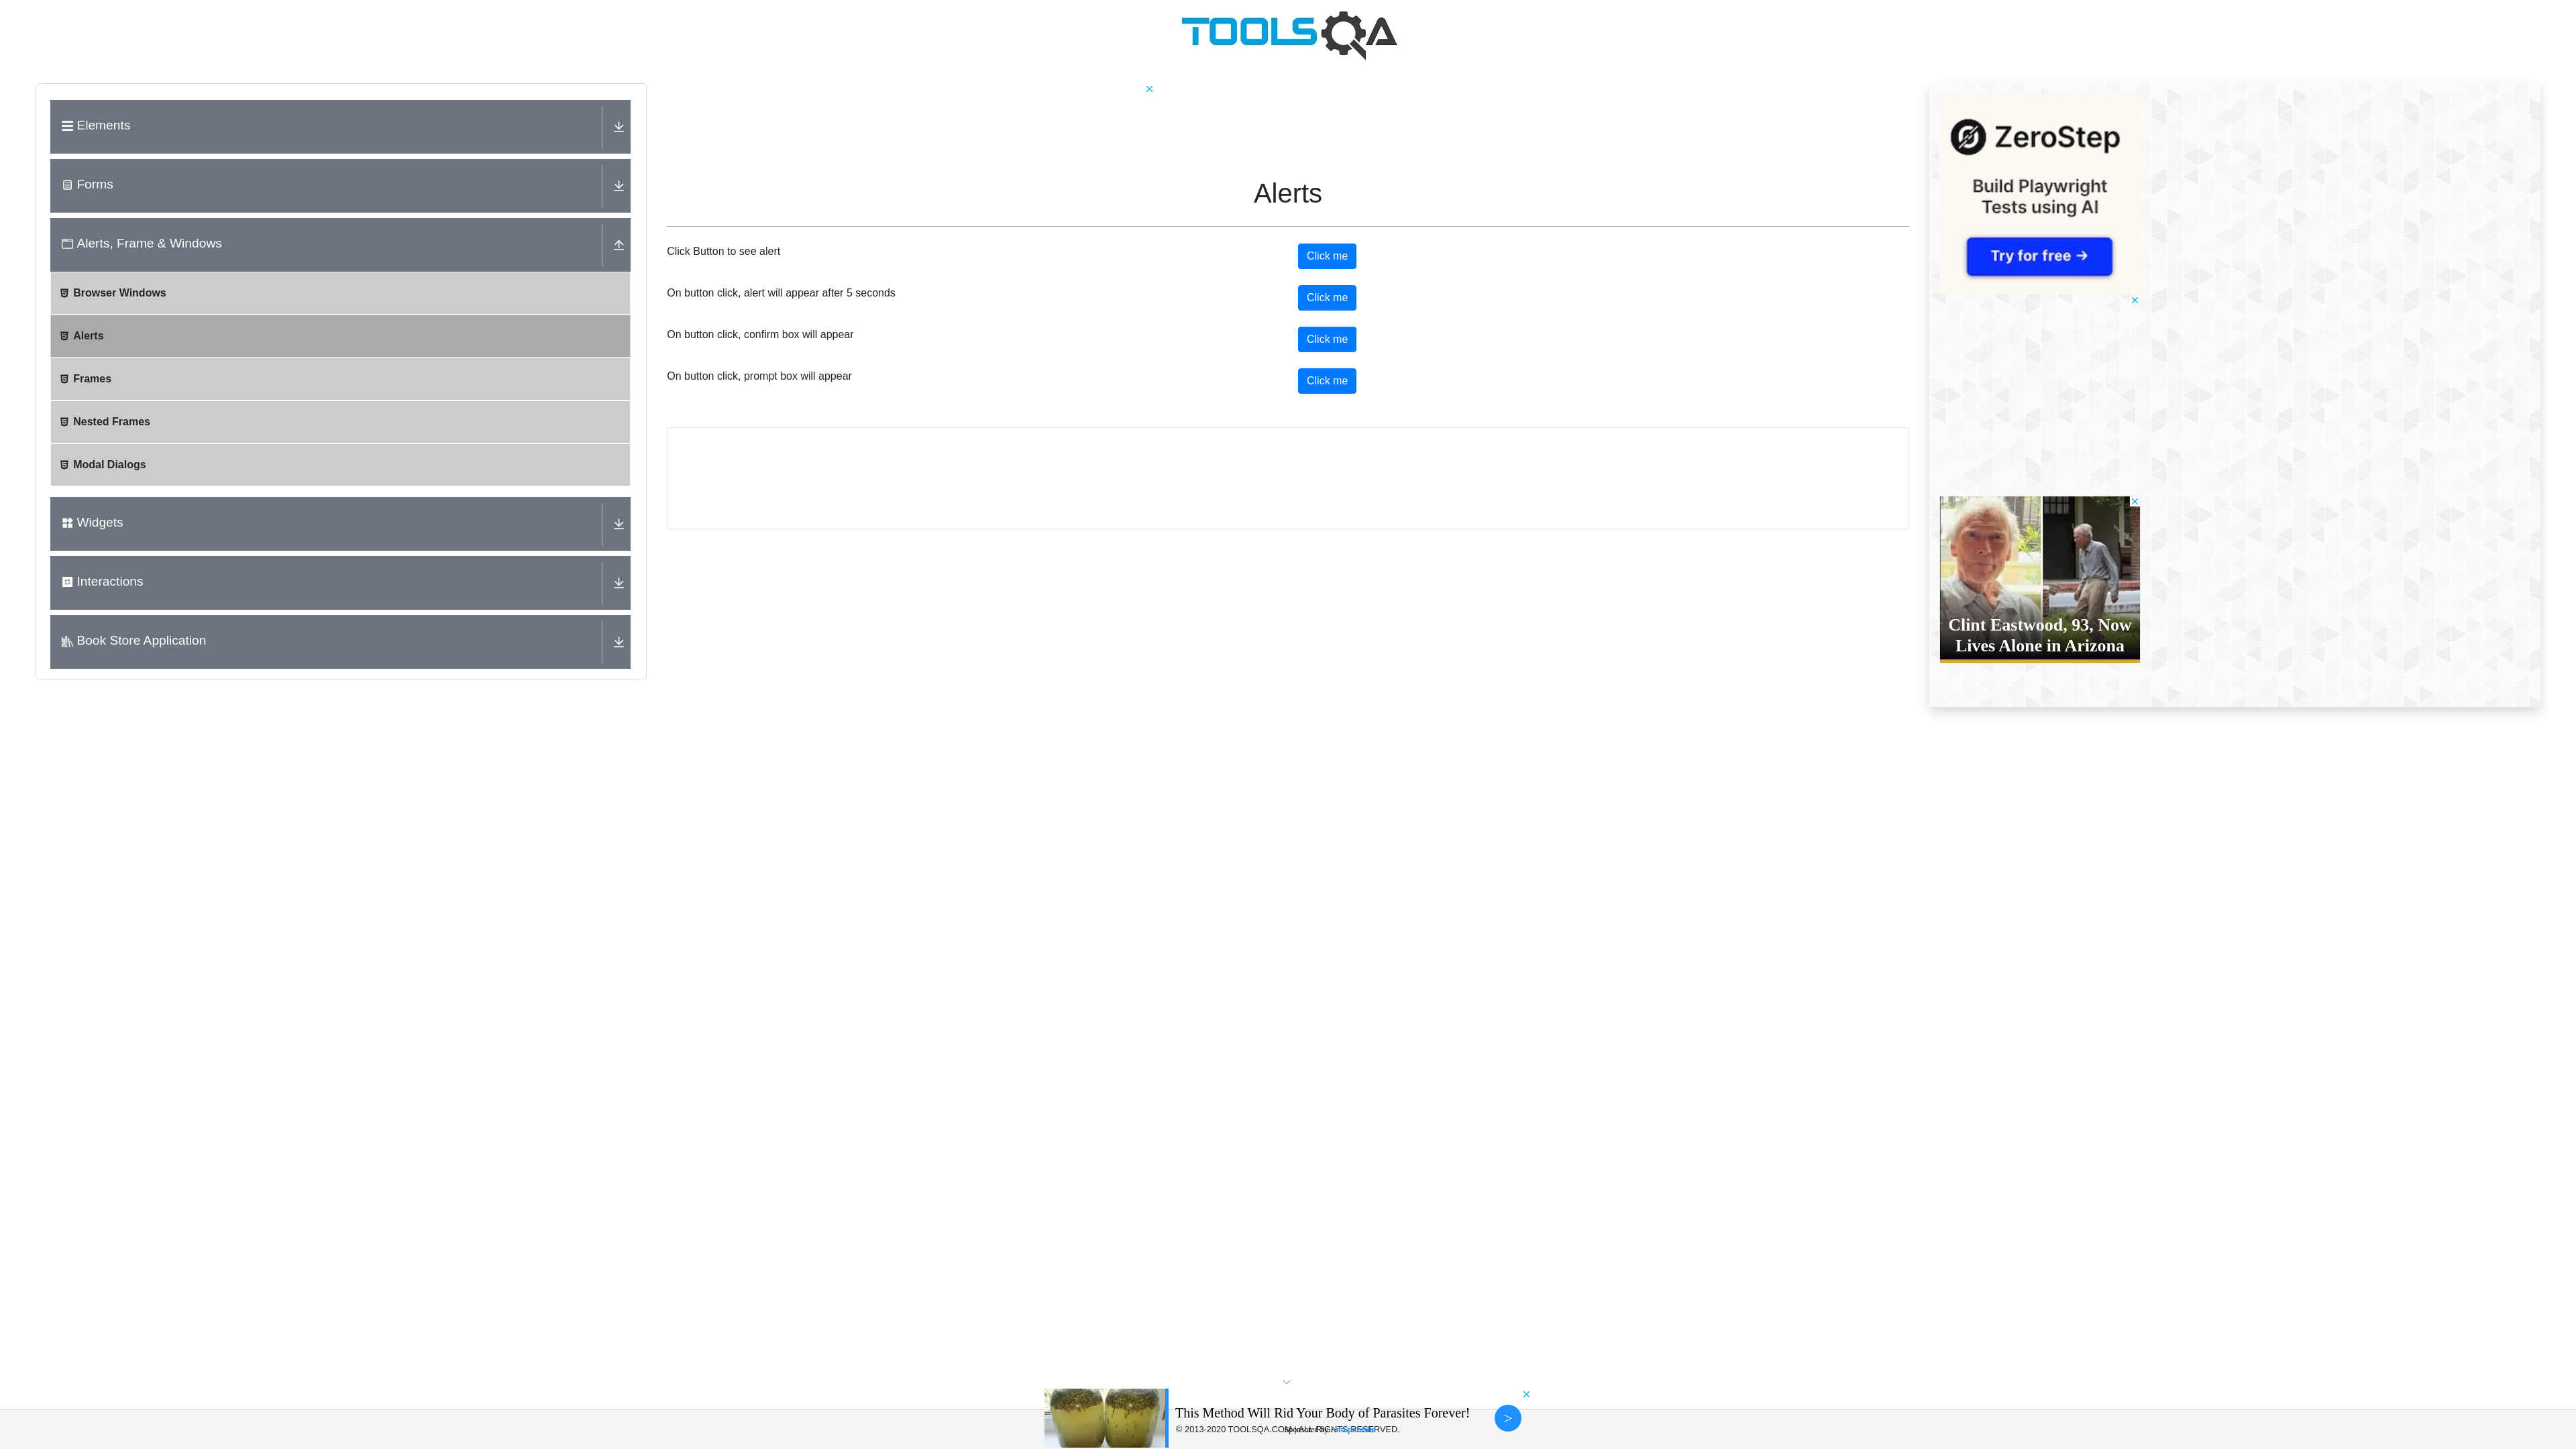 TOOLSQA
Elements
Forms
Alerts, Frame & Windows
Browser Windows
Alerts
Frames
Nested Frames
Modal Dialogs
Widgets
Interactions
Book Store Application
Alerts
Click Button to see alert
Click me
On button click, alert will appear after 5 seconds
Click me
On button click, confirm box will appear
Click me
On button click, prompt box will appear
Click me
ZeroStep
Build Playwright
Tests using AI
Try for free →
Clint Eastwood, 93, Now
Lives Alone in Arizona
This Method Will Rid Your Body of Parasites Forever!
© 2013-2020 TOOLSQA.COM | ALL RIGHTS RESERVED.